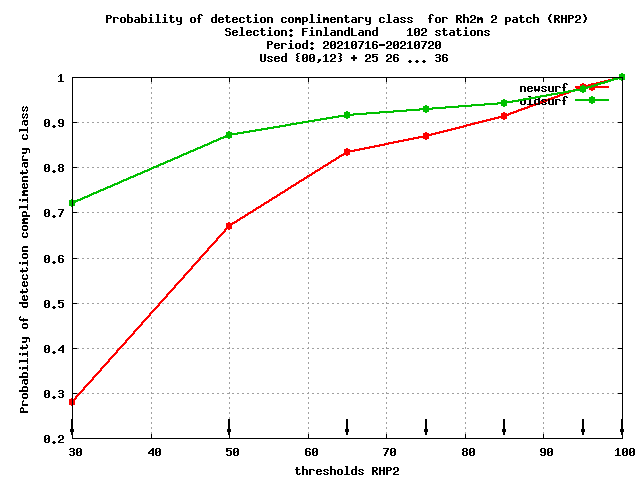 Probability of detection complimentary class  for Rh2m 2 patch (RHP2)
Selection: FinlandLand    102 stations
Period: 20210716-20210720
Used {00,12} + 25 26 ... 36
newsurf
oldsurf
Probability of detection complimentary class
1
0.9
0.8
0.7
0.6
0.5
0.4
0.3
0.2
30 40 50 60 70 80 90 100
thresholds RHP2